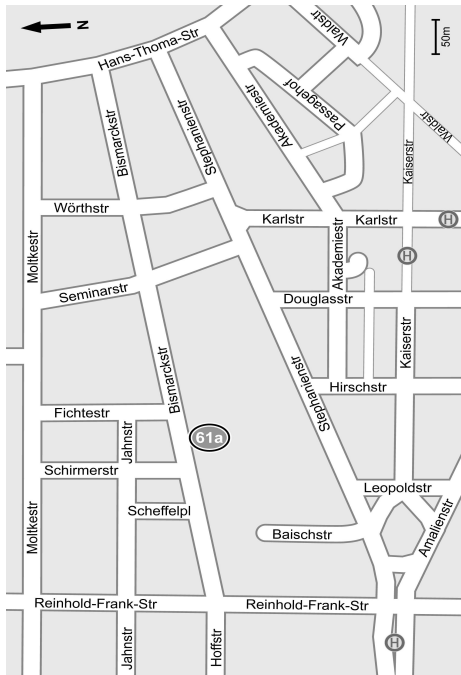 N
50m
Hans-Thoma-Str
Waldstr
Passagehof
Akademiestr
Waldstr
Bismarckstr
Stephanienstr
Kaiserstr
Wörthstr
Karlstr
Karlstr
H
Moltkestr
Akademiestr
H
Seminarstr
Douglasstr
Kaiserstr
Bismarckstr
Stephanienstr
Hirschstr
Fichtestr
61a
Jahnstr
Schirmerstr
Leopoldstr
Scheffelpl
Moltkestr
Baischstr
Amalienstr
Reinhold-Frank-Str
Reinhold-Frank-Str
Jahnstr
Hoffstr
H